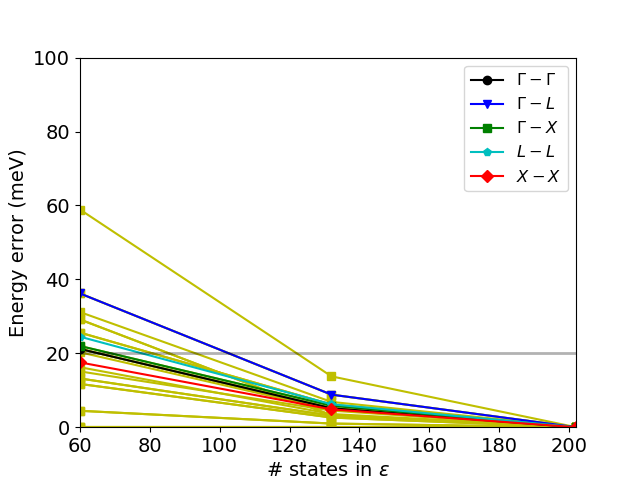 100
80
60
40
20
0
Energy error (meV)
Γ − Γ
Γ − L
Γ − X
L − L
X − X
60 80 100 120 140 160 180 200
# states in ε